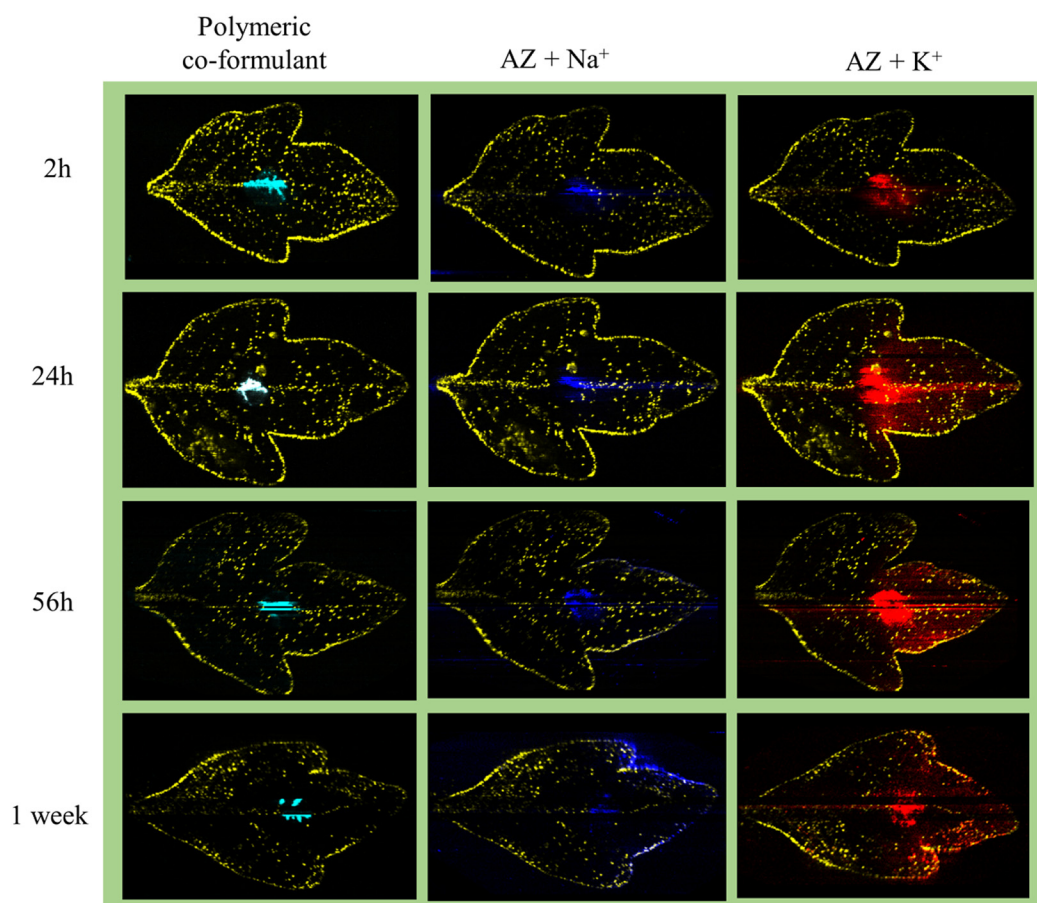 Polymeric
co-formulant
AZ + Na⁺
AZ + K⁺
2h
24h
56h
1 week